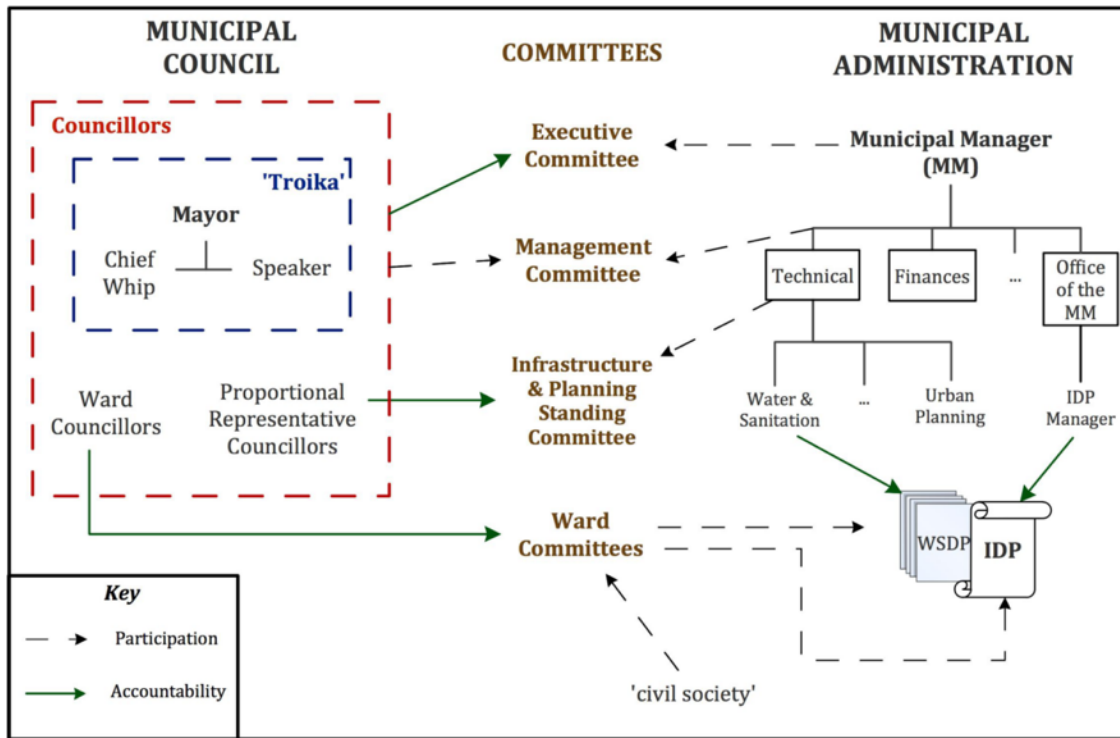 MUNICIPAL
COUNCIL
COMMITTEES
MUNICIPAL
ADMINISTRATION
Councillors
'Troika'
Mayor
Chief
Whip
Speaker
Ward
Councillors
Proportional
Representative
Councillors
Executive
Committee
Management
Committee
Infrastructure
& Planning
Standing
Committee
Ward
Committees
'civil society'
Municipal Manager
(MM)
Technical
Finances
...
Office
of the
MM
Water &
Sanitation
...
Urban
Planning
IDP
Manager
WSDP
IDP
Key
Participation
Accountability